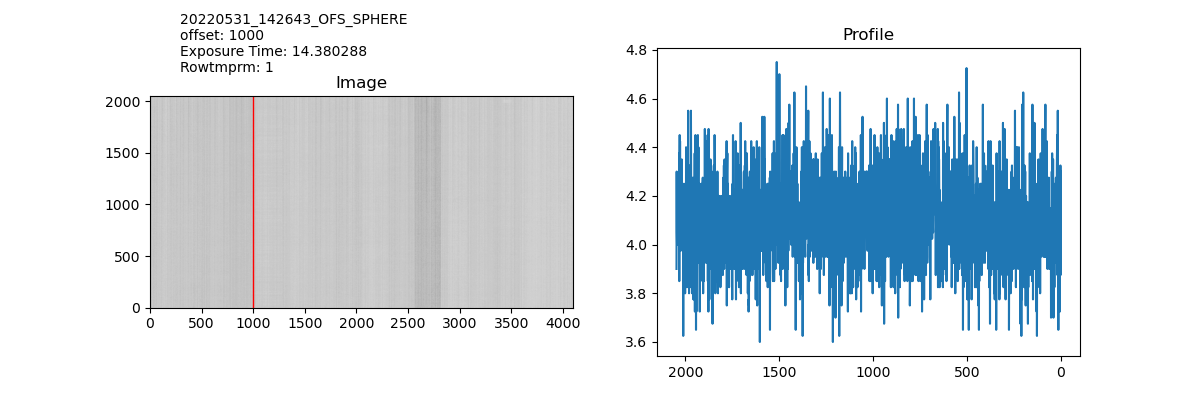 20220531_142643_OFS_SPHERE
offset: 1000
Exposure Time: 14.380288
Rowtmprm: 1
Image
2000
1500
1000
500
0
0 500 1000 1500 2000 2500 3000 3500 4000
Profile
4.8
4.6
4.4
4.2
4.0
3.8
3.6
2000 1500 1000 500 0